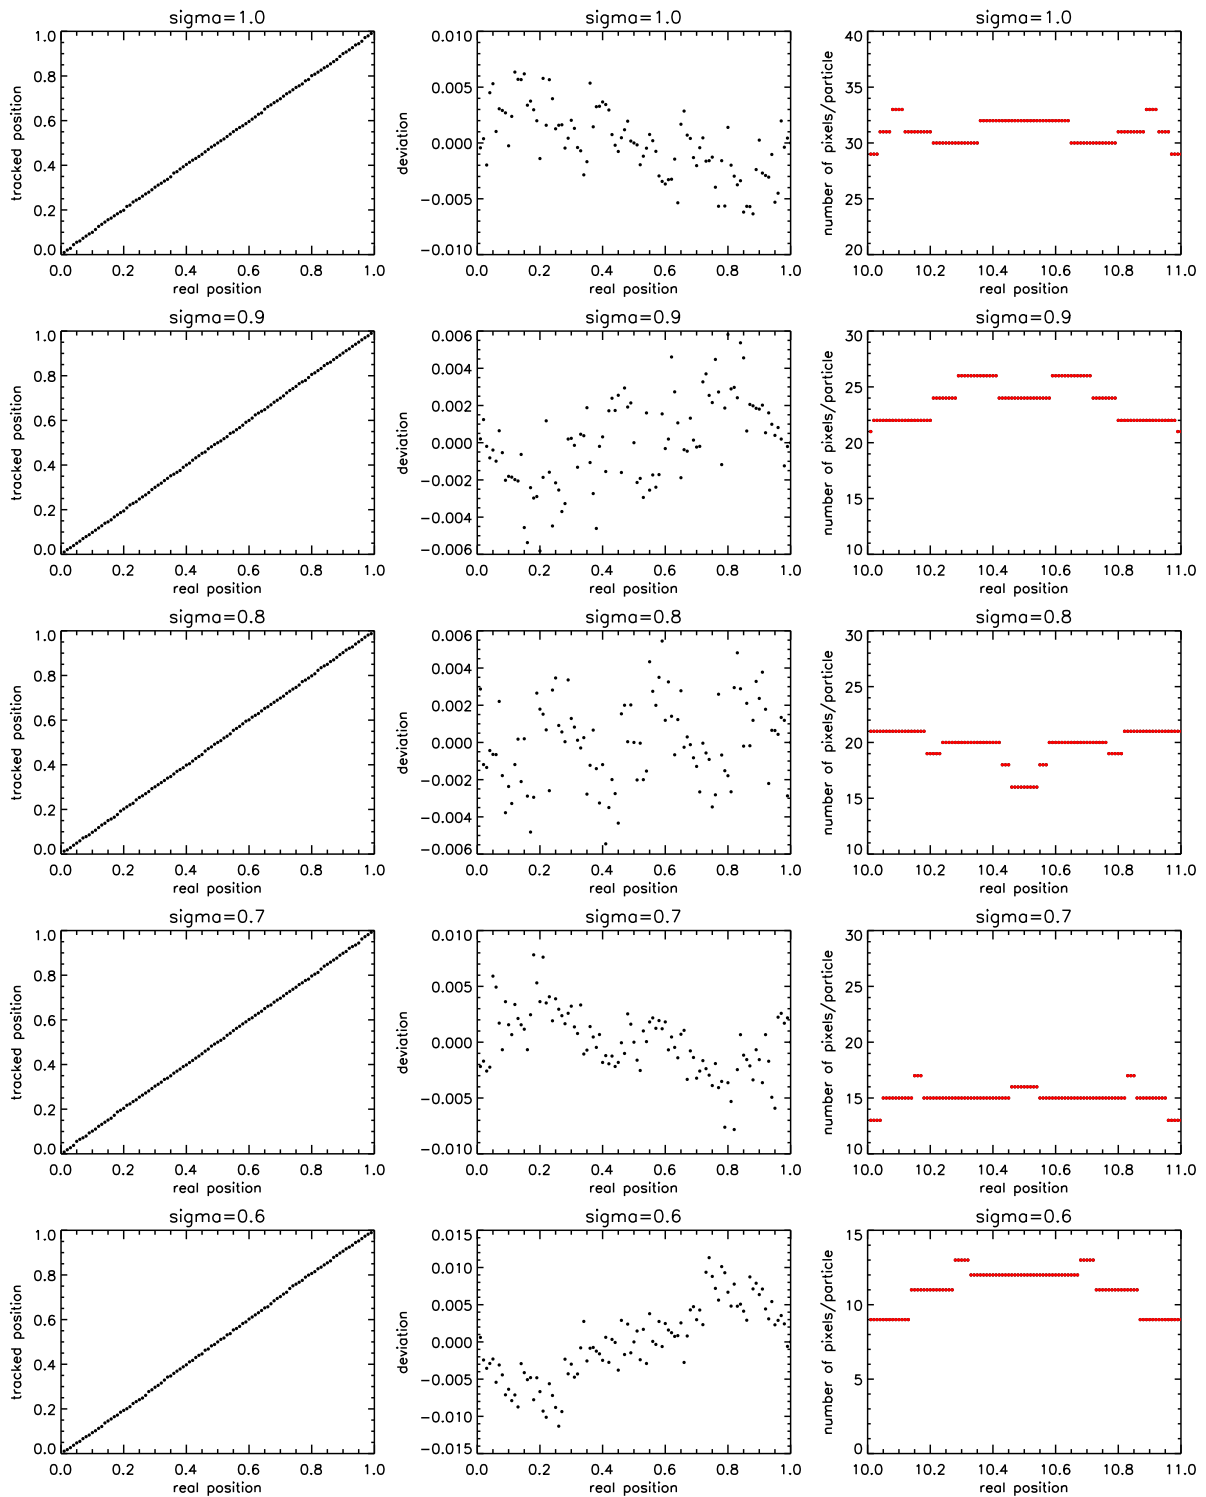 sigma=1.0 sigma=1.0 sigma=1.0
tracked position
1.0
0.8
0.6
0.4
0.2
0.0
0.0 0.2 0.4 0.6 0.8 1.0
real position
deviation
0.010
0.005
0.000
−0.005
−0.010
0.0 0.2 0.4 0.6 0.8 1.0
real position
number of pixels/particle
40
35
30
25
20
10.0 10.2 10.4 10.6 10.8 11.0
real position
sigma=0.9 sigma=0.9 sigma=0.9
tracked position
1.0
0.8
0.6
0.4
0.2
0.0
0.0 0.2 0.4 0.6 0.8 1.0
real position
deviation
0.006
0.004
0.002
0.000
−0.002
−0.004
−0.006
0.0 0.2 0.4 0.6 0.8 1.0
real position
number of pixels/particle
30
25
20
15
10
10.0 10.2 10.4 10.6 10.8 11.0
real position
sigma=0.8 sigma=0.8 sigma=0.8
tracked position
1.0
0.8
0.6
0.4
0.2
0.0
0.0 0.2 0.4 0.6 0.8 1.0
real position
deviation
0.006
0.004
0.002
0.000
−0.002
−0.004
−0.006
0.0 0.2 0.4 0.6 0.8 1.0
real position
number of pixels/particle
30
25
20
15
10
10.0 10.2 10.4 10.6 10.8 11.0
real position
sigma=0.7 sigma=0.7 sigma=0.7
tracked position
1.0
0.8
0.6
0.4
0.2
0.0
0.0 0.2 0.4 0.6 0.8 1.0
real position
deviation
0.010
0.005
0.000
−0.005
−0.010
0.0 0.2 0.4 0.6 0.8 1.0
real position
number of pixels/particle
30
25
20
15
10
10.0 10.2 10.4 10.6 10.8 11.0
real position
sigma=0.6 sigma=0.6 sigma=0.6
tracked position
1.0
0.8
0.6
0.4
0.2
0.0
0.0 0.2 0.4 0.6 0.8 1.0
real position
deviation
0.015
0.010
0.005
0.000
−0.005
−0.010
−0.015
0.0 0.2 0.4 0.6 0.8 1.0
real position
number of pixels/particle
15
10
5
0
10.0 10.2 10.4 10.6 10.8 11.0
real position